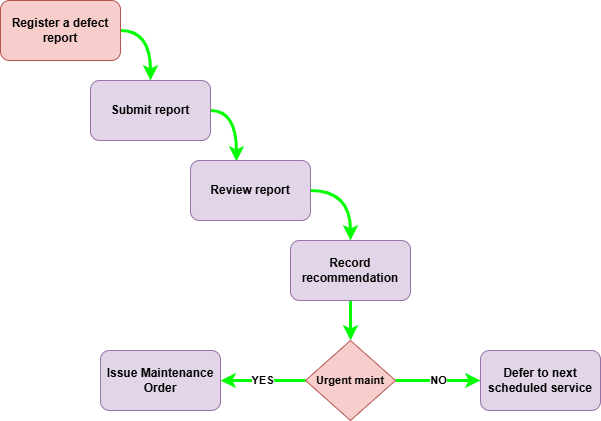 Register a defect
report
Submit report
Review report
Record
recommendation
Urgent maint
YES
NO
Issue Maintenance
Order
Defer to next
scheduled service